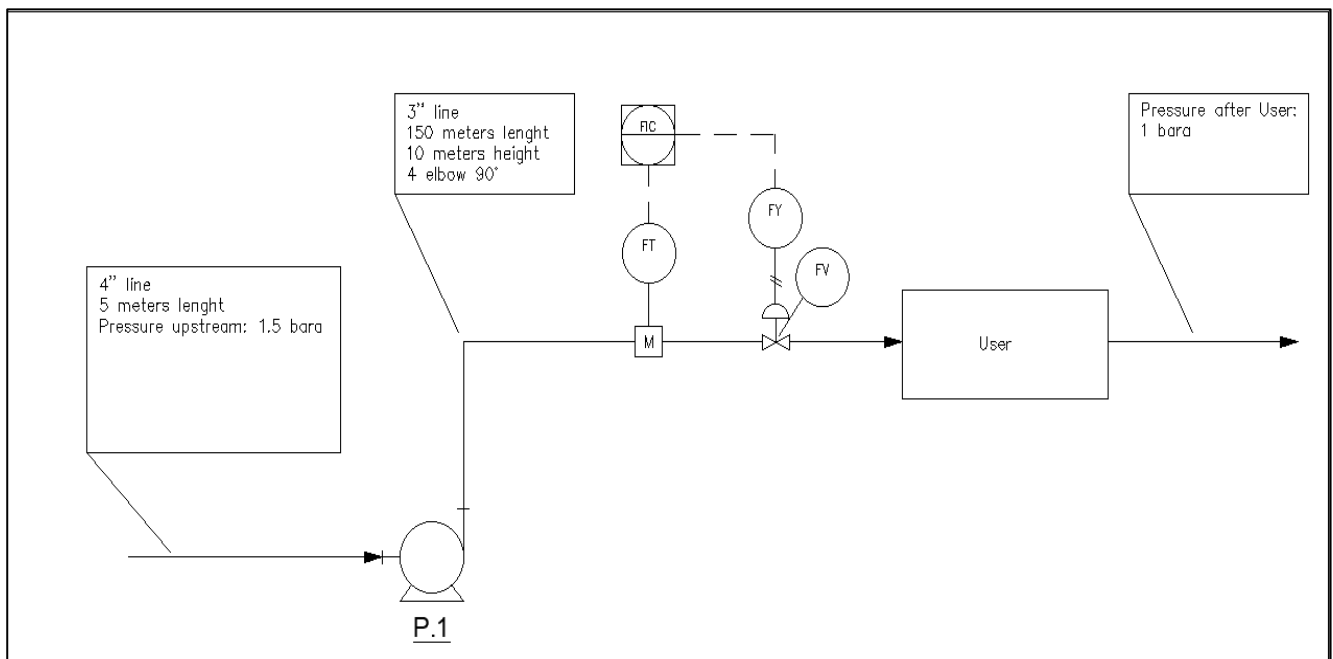 3" line
150 meters lenght
10 meters height
4 elbow 90°
FIC
Pressure after User:
1 bara
FY
FT
FV
4" line
5 meters lenght
Pressure upstream: 1.5 bara
M
User
P.1